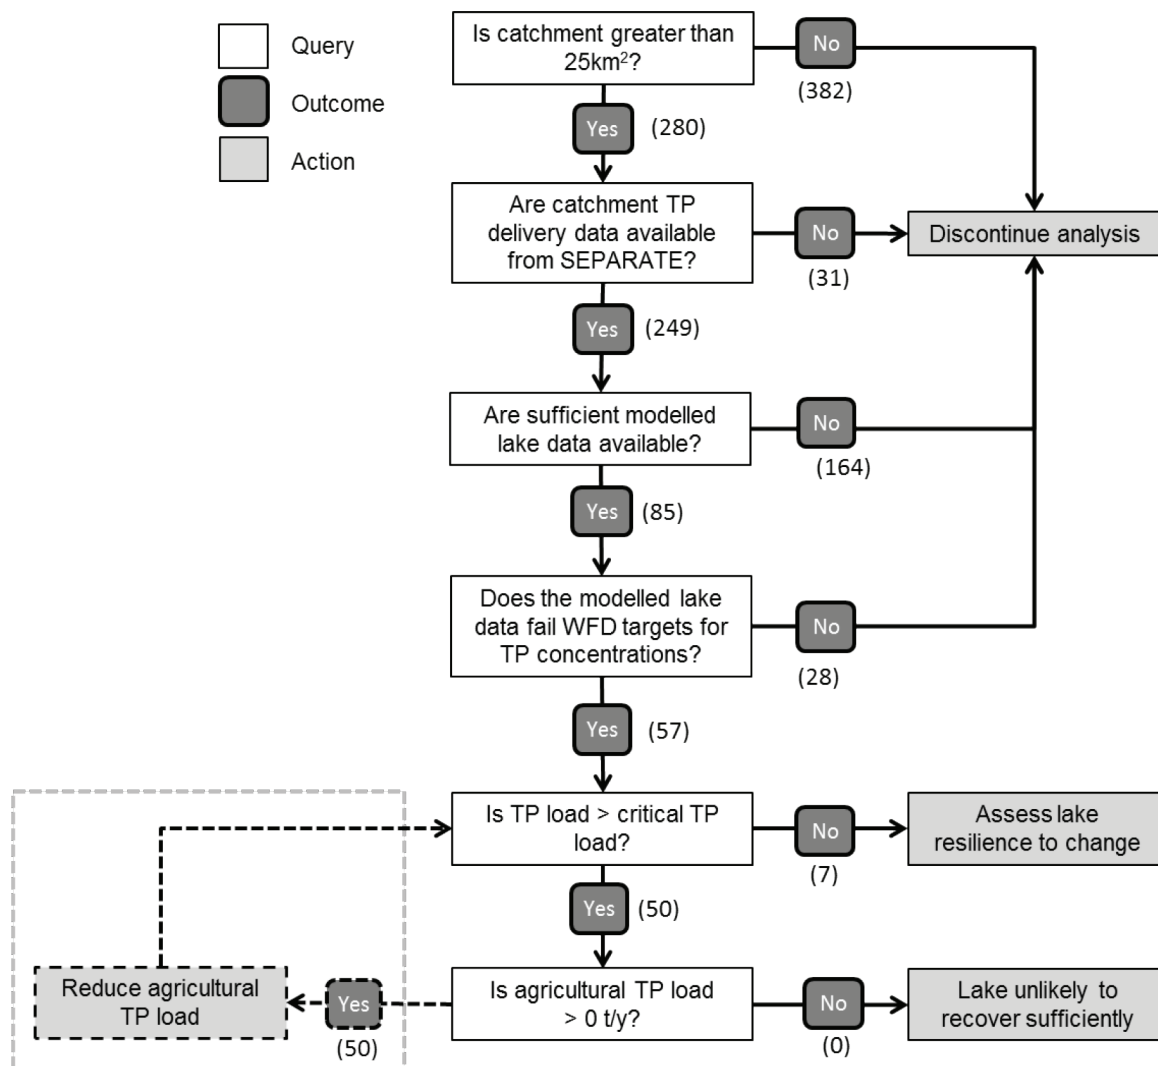 Query
Outcome
Action
Is catchment greater than
25km²?
No
(382)
Yes
(280)
Are catchment TP
delivery data available
from SEPARATE?
No
(31)
Discontinue analysis
Yes
(249)
Are sufficient modelled
lake data available?
No
(164)
Yes
(85)
Does the modelled lake
data fail WFD targets for
TP concentrations?
No
(28)
Yes
(57)
Is TP load > critical TP
load?
No
(7)
Assess lake
resilience to change
Yes
(50)
Is agricultural TP load
> 0 t/y?
No
(0)
Lake unlikely to
recover sufficiently
Yes
(50)
Reduce agricultural
TP load